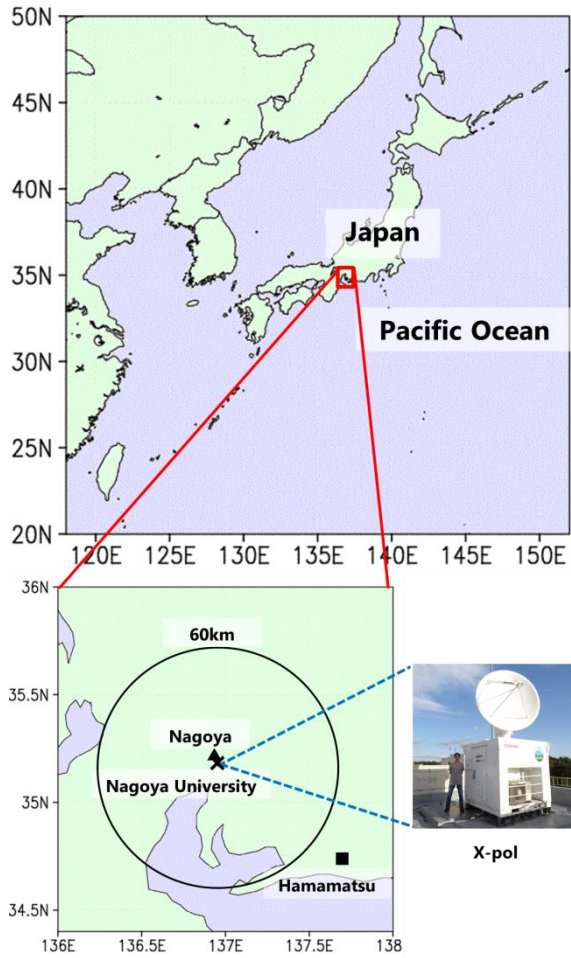 50N
45N
40N
Japan
35N
Pacific Ocean
30N
25N
20N
120E 125E 130E 135E 140E 145E 150E
36N
60km
35.5N
Nagoya
Nagoya University
35N
X-pol
Hamamatsu
34.5N
136E 136.5E 137E 137.5E 138